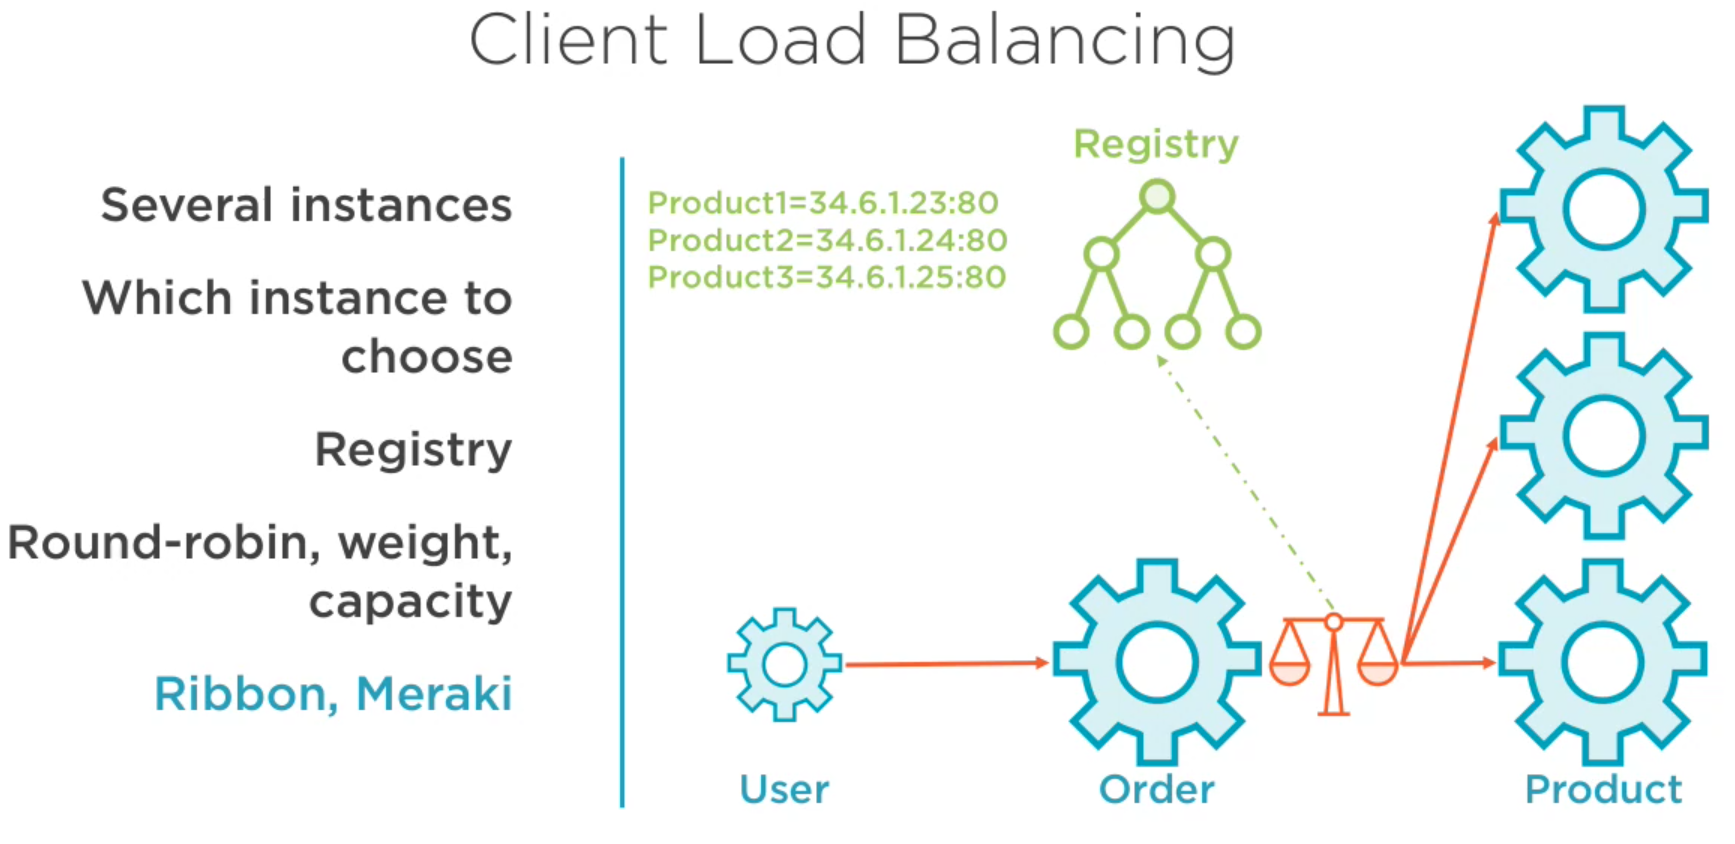 Client Load Balancing
Several instances
Which instance to
choose
Registry
Round-robin, weight,
capacity
Ribbon, Meraki
Registry
Product1=34.6.1.23:80
Product2=34.6.1.24:80
Product3=34.6.1.25:80
User
Order
Product